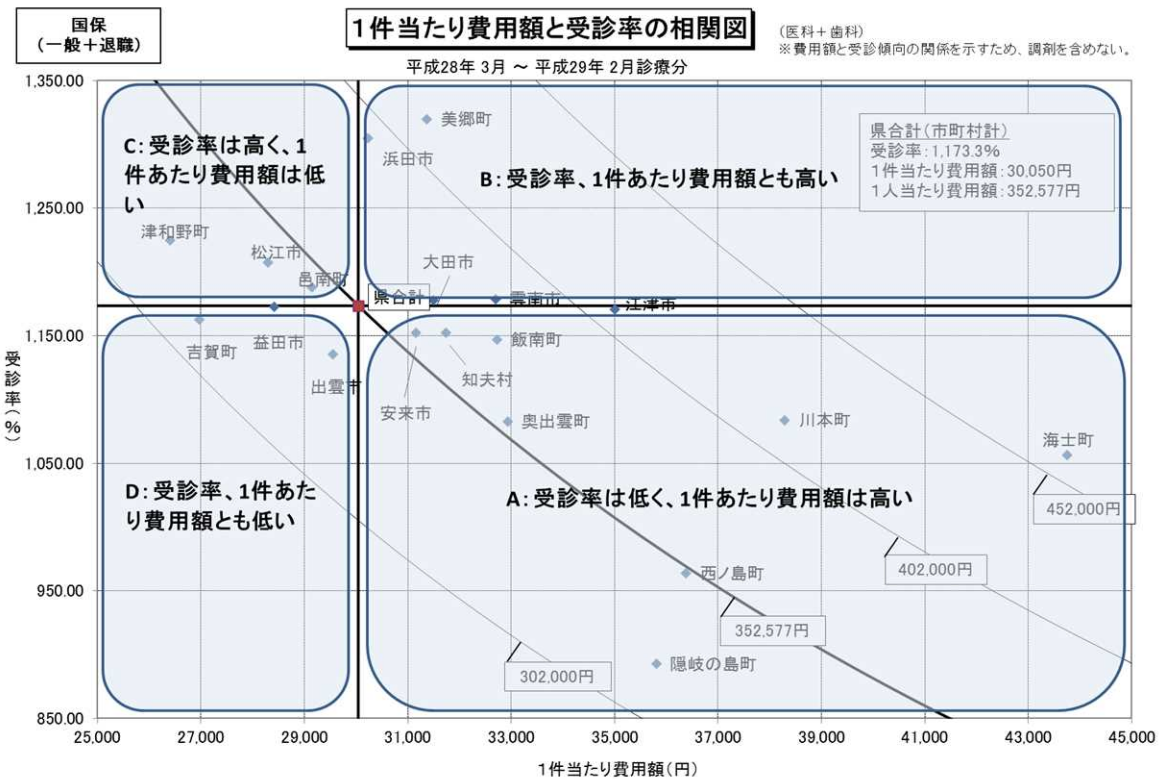 国保
（一般＋退職）
１件当たり費用額と受診率の相関図
（医科＋歯科）
※費用額と受診傾向の関係を示すため、調剤を含めない。
平成28年 3月 ～ 平成29年 2月診療分
1,350.00
1,250.00
1,150.00
1,050.00
950.00
850.00
受診率(%)
C：受診率は高く、１
件あたり費用額は低
い
B：受診率、１件あたり費用額とも高い
県合計(市町村計)
受診率：1,173.3%
1件当たり費用額：30,050円
1人当たり費用額：352,577円
美郷町
浜田市
津和野町
松江市
邑南町
大田市
県合計
雲南市
江津市
吉賀町
益田市
出雲市
安来市
知夫村
飯南町
奥出雲町
川本町
海士町
D：受診率、１件あた
り費用額とも低い
A：受診率は低く、１件あたり費用額は高い
452,000円
402,000円
西ノ島町
352,577円
隠岐の島町
302,000円
25,000 27,000 29,000 31,000 33,000 35,000 37,000 39,000 41,000 43,000 45,000
１件当たり費用額(円)